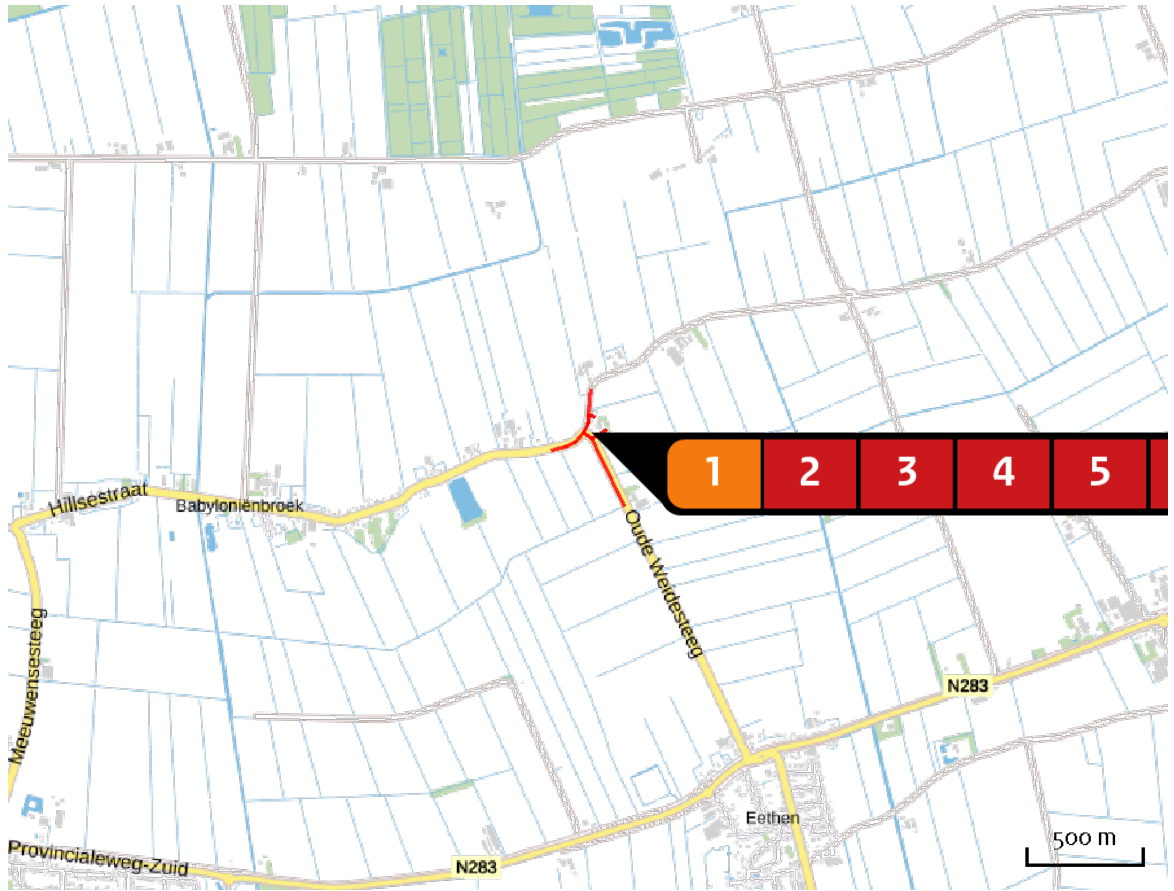 1 2 3 4 5
Hillsestraat
Babyloniënbroek
Oude Weidesteeg
Meeuwensesteeg
N283
Eethen
500 m
Provincialeweg-Zuid
N283